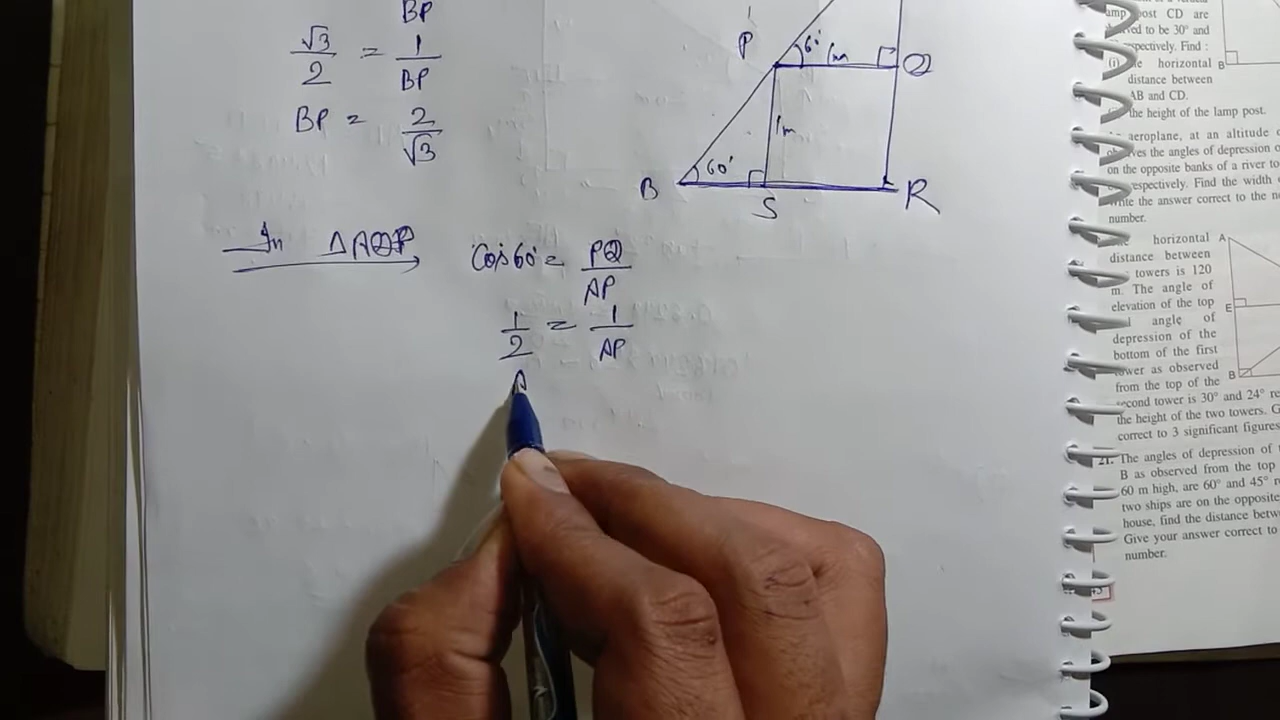 BP
√3/2 = 1/BP
BP = 2/√3
P 60° 1m Q
1m
B 60° S R
In ΔAQP cos60° = PQ/AP
1/2 = 1/AP
A
amp post CD are
ved to be 30° and
spectively. Find :
(i) horizontal B
distance between
AB and CD.
the height of the lamp post.
aeroplane, at an altitude
ves the angles of depression
on the opposite banks of a river
espectively. Find the width
the answer correct to the
number.
horizontal A
distance between
towers is 120
m. The angle of
elevation of the top E
angle of
depression of the
bottom of the first B
ower as observed
from the top of the
second tower is 30° and 24°
the height of the two towers.
correct to 3 significant figures
21. The angles of depression of
B as observed from the top
60 m high, are 60° and 45°
two ships are on the opposite
house, find the distance
Give your answer correct to
number.